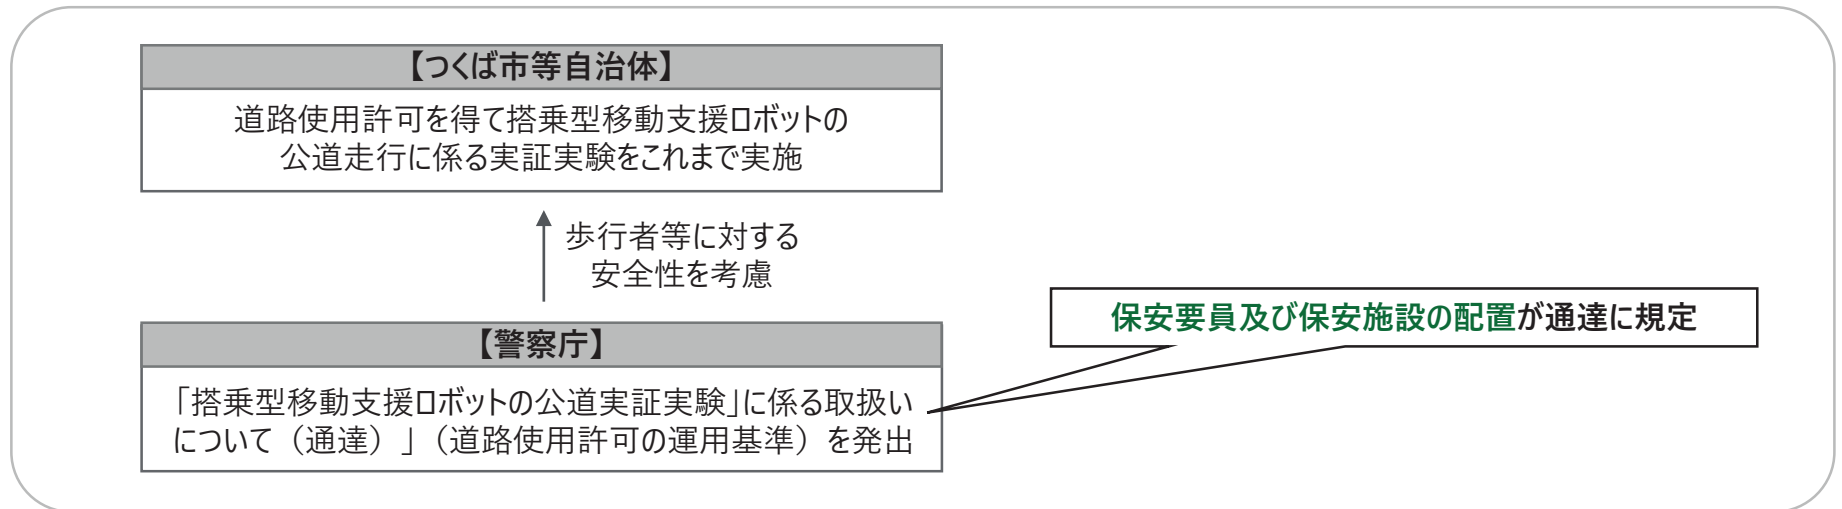 【つくば市等自治体】
道路使用許可を得て搭乗型移動支援ロボットの
公道走行に係る実証実験をこれまで実施
歩行者等に対する
安全性を考慮
保安要員及び保安施設の配置が通達に規定
【警察庁】
「搭乗型移動支援ロボットの公道実証実験」に係る取扱い
について（通達）」（道路使用許可の運用基準）を発出